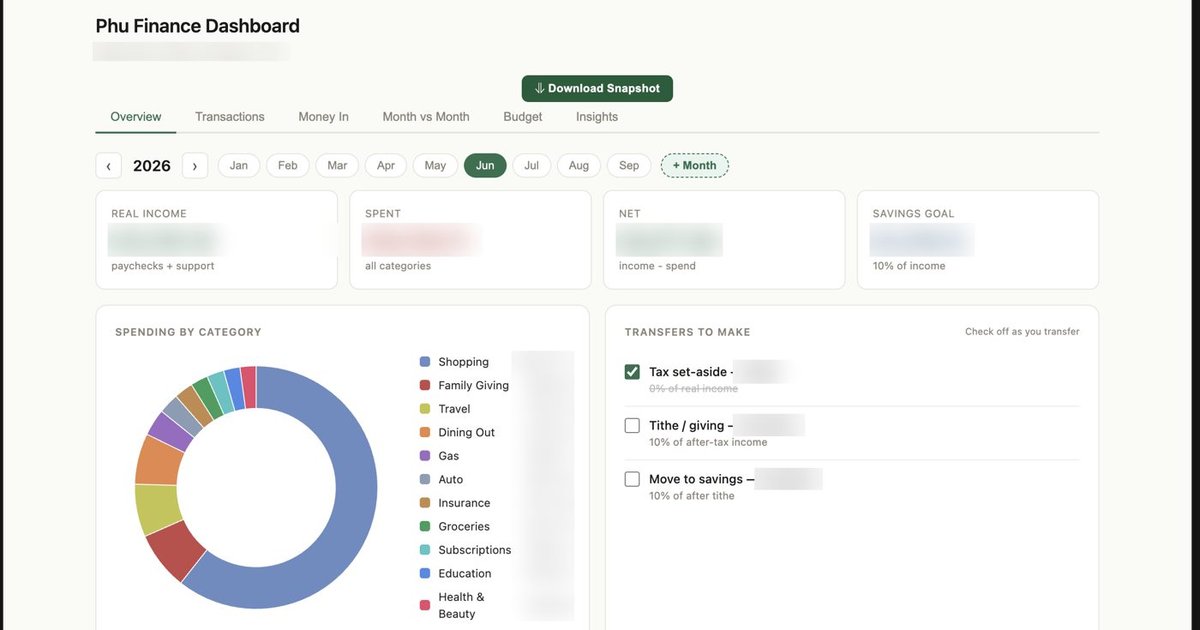 Phu Finance Dashboard
⇓ Download Snapshot
Overview Transactions Money In Month vs Month Budget Insights
‹ 2026 › Jan Feb Mar Apr May Jun Jul Aug Sep + Month
REAL INCOME
paychecks + support
SPENT
all categories
NET
income - spend
SAVINGS GOAL
10% of income
SPENDING BY CATEGORY
Shopping
Family Giving
Travel
Dining Out
Gas
Auto
Insurance
Groceries
Subscriptions
Education
Health &
Beauty
TRANSFERS TO MAKE
Check off as you transfer
Tax set-aside -
0% of real income
Tithe / giving –
10% of after-tax income
Move to savings —
10% of after tithe